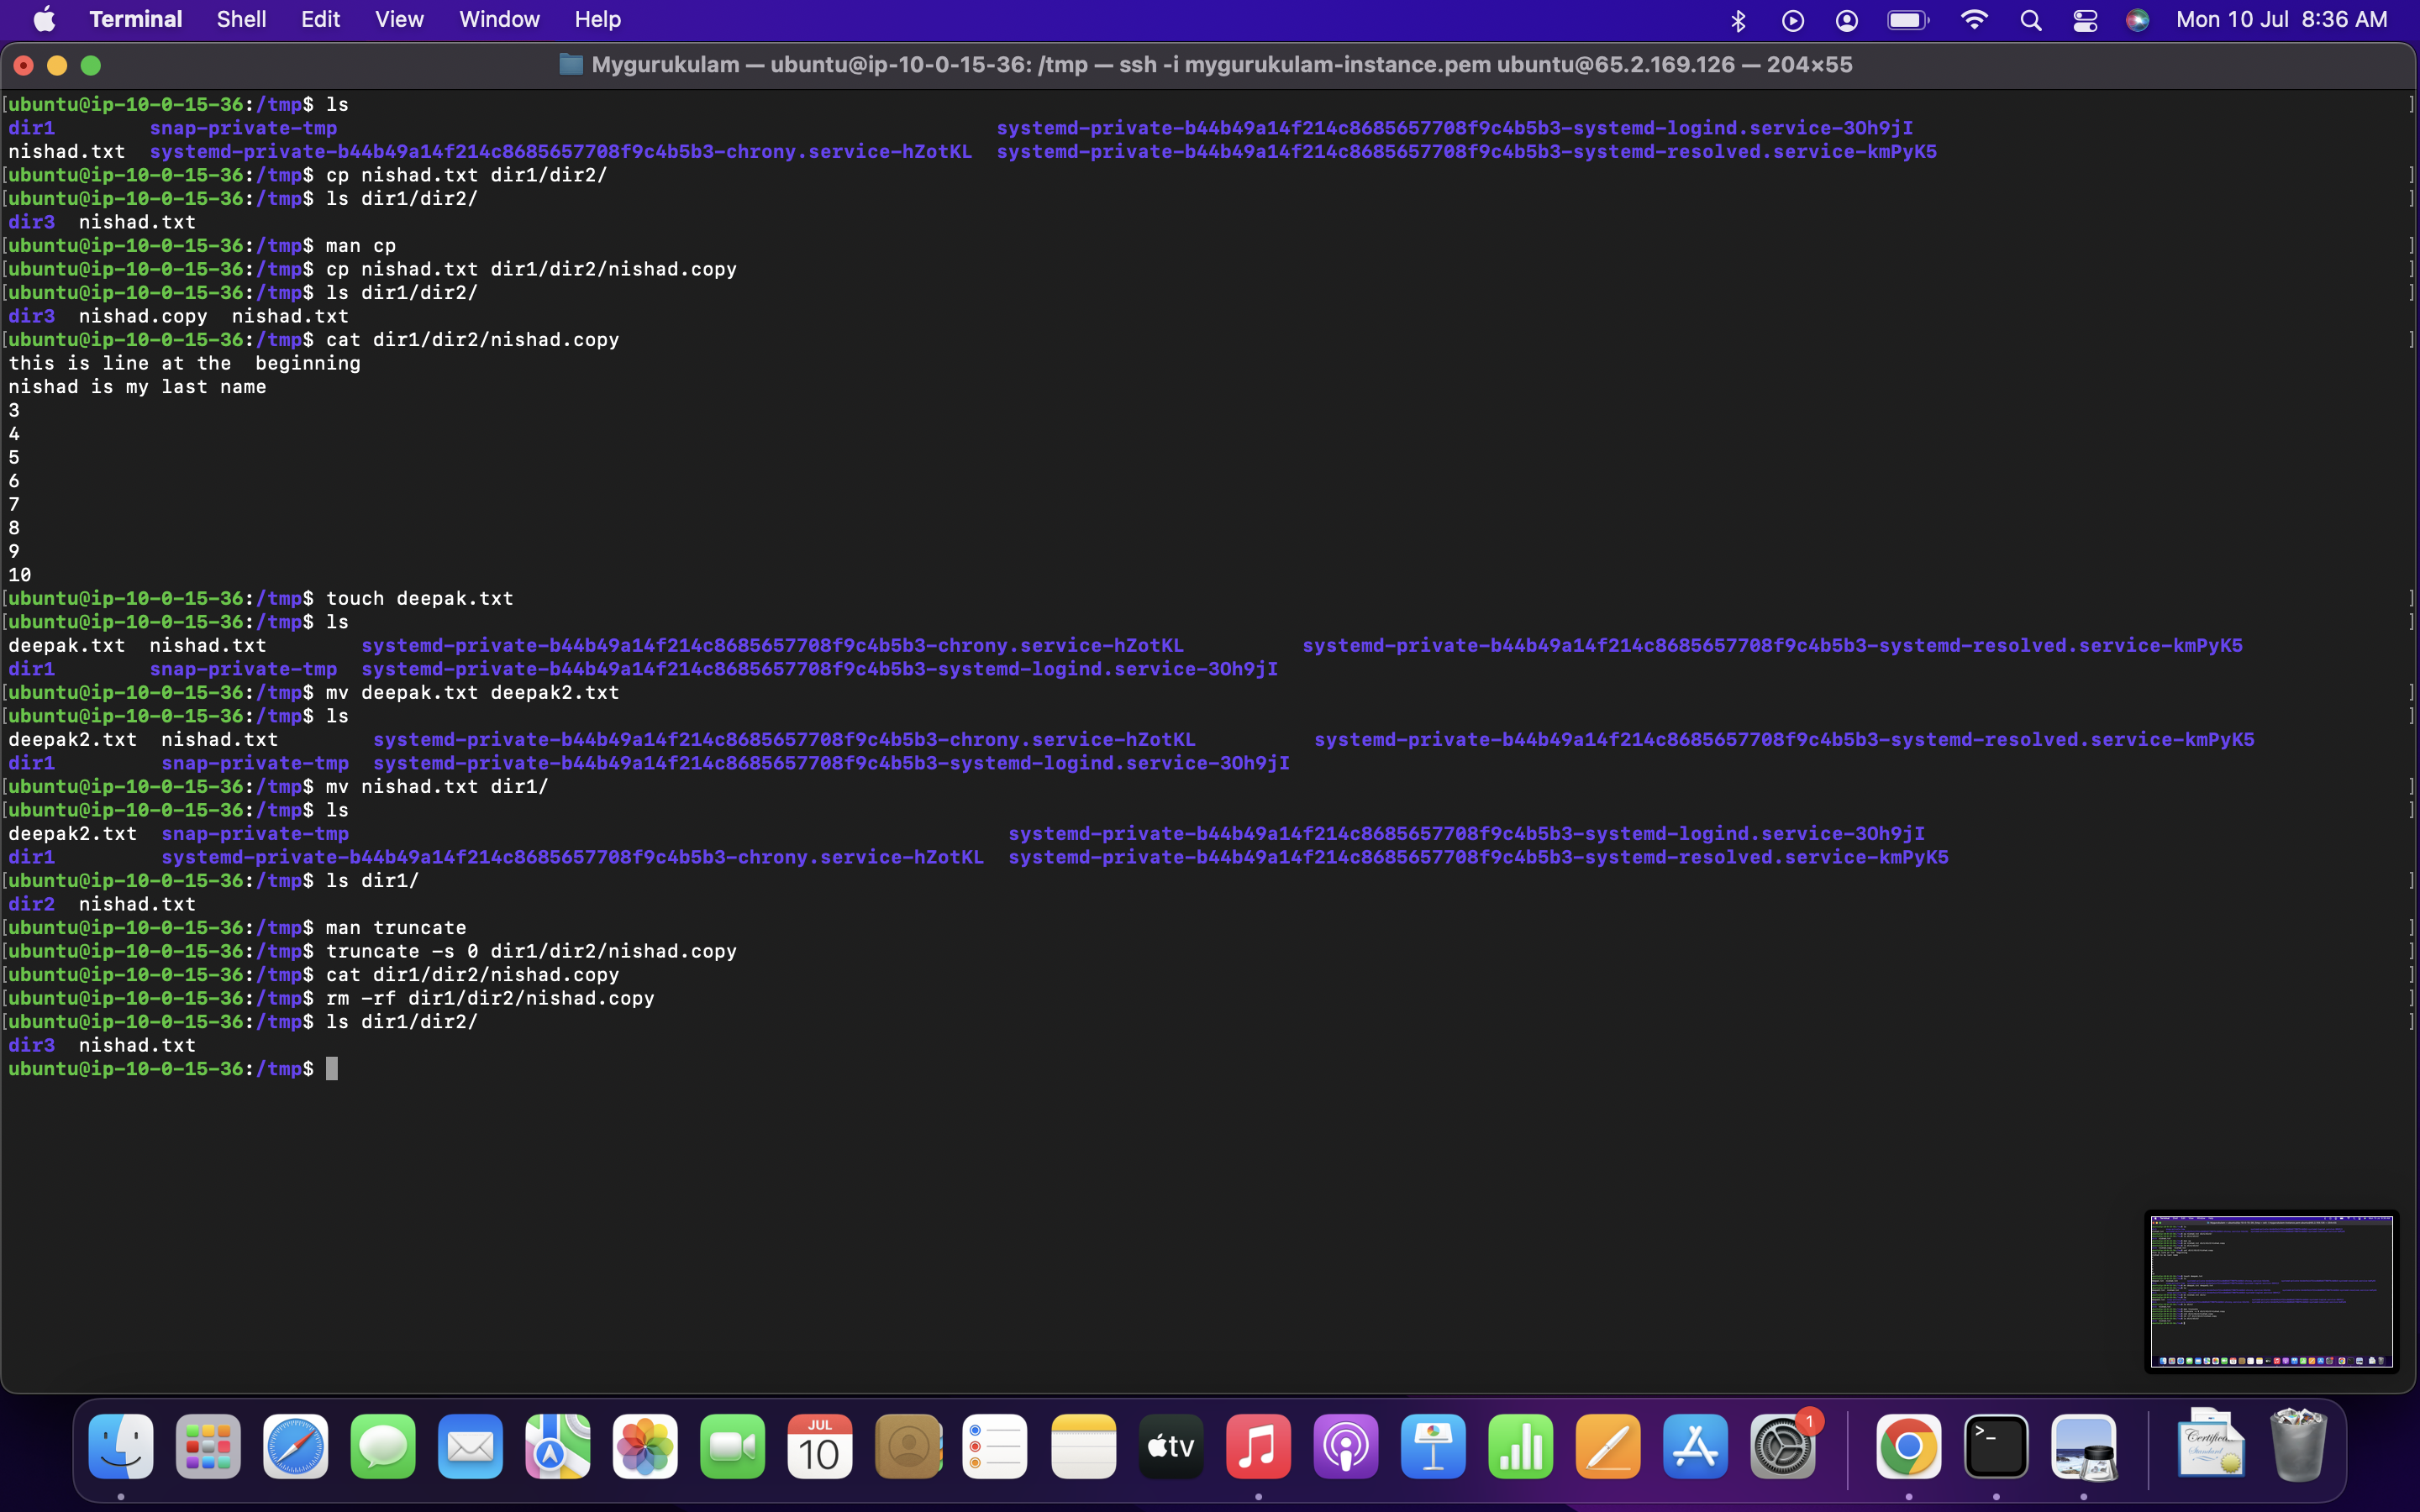 Terminal Shell Edit View Window Help Mon 10 Jul 8:36 AM
Mygurukulam — ubuntu@ip-10-0-15-36: /tmp — ssh -i mygurukulam-instance.pem ubuntu@65.2.169.126 — 204×55
[ubuntu@ip-10-0-15-36:/tmp$ ls ]
dir1 snap-private-tmp systemd-private-b44b49a14f214c8685657708f9c4b5b3-systemd-logind.service-3Oh9jI
nishad.txt systemd-private-b44b49a14f214c8685657708f9c4b5b3-chrony.service-hZotKL systemd-private-b44b49a14f214c8685657708f9c4b5b3-systemd-resolved.service-kmPyK5
[ubuntu@ip-10-0-15-36:/tmp$ cp nishad.txt dir1/dir2/ ]
[ubuntu@ip-10-0-15-36:/tmp$ ls dir1/dir2/ ]
dir3 nishad.txt
[ubuntu@ip-10-0-15-36:/tmp$ man cp ]
[ubuntu@ip-10-0-15-36:/tmp$ cp nishad.txt dir1/dir2/nishad.copy ]
[ubuntu@ip-10-0-15-36:/tmp$ ls dir1/dir2/ ]
dir3 nishad.copy nishad.txt
[ubuntu@ip-10-0-15-36:/tmp$ cat dir1/dir2/nishad.copy ]
this is line at the  beginning
nishad is my last name
3
4
5
6
7
8
9
10
[ubuntu@ip-10-0-15-36:/tmp$ touch deepak.txt ]
[ubuntu@ip-10-0-15-36:/tmp$ ls ]
deepak.txt nishad.txt systemd-private-b44b49a14f214c8685657708f9c4b5b3-chrony.service-hZotKL systemd-private-b44b49a14f214c8685657708f9c4b5b3-systemd-resolved.service-kmPyK5
dir1 snap-private-tmp systemd-private-b44b49a14f214c8685657708f9c4b5b3-systemd-logind.service-3Oh9jI
[ubuntu@ip-10-0-15-36:/tmp$ mv deepak.txt deepak2.txt ]
[ubuntu@ip-10-0-15-36:/tmp$ ls ]
deepak2.txt nishad.txt systemd-private-b44b49a14f214c8685657708f9c4b5b3-chrony.service-hZotKL systemd-private-b44b49a14f214c8685657708f9c4b5b3-systemd-resolved.service-kmPyK5
dir1 snap-private-tmp systemd-private-b44b49a14f214c8685657708f9c4b5b3-systemd-logind.service-3Oh9jI
[ubuntu@ip-10-0-15-36:/tmp$ mv nishad.txt dir1/ ]
[ubuntu@ip-10-0-15-36:/tmp$ ls ]
deepak2.txt snap-private-tmp systemd-private-b44b49a14f214c8685657708f9c4b5b3-systemd-logind.service-3Oh9jI
dir1 systemd-private-b44b49a14f214c8685657708f9c4b5b3-chrony.service-hZotKL systemd-private-b44b49a14f214c8685657708f9c4b5b3-systemd-resolved.service-kmPyK5
[ubuntu@ip-10-0-15-36:/tmp$ ls dir1/ ]
dir2 nishad.txt
[ubuntu@ip-10-0-15-36:/tmp$ man truncate ]
[ubuntu@ip-10-0-15-36:/tmp$ truncate -s 0 dir1/dir2/nishad.copy ]
[ubuntu@ip-10-0-15-36:/tmp$ cat dir1/dir2/nishad.copy ]
[ubuntu@ip-10-0-15-36:/tmp$ rm -rf dir1/dir2/nishad.copy ]
[ubuntu@ip-10-0-15-36:/tmp$ ls dir1/dir2/ ]
dir3 nishad.txt
ubuntu@ip-10-0-15-36:/tmp$
JUL
10
tv
1
>_